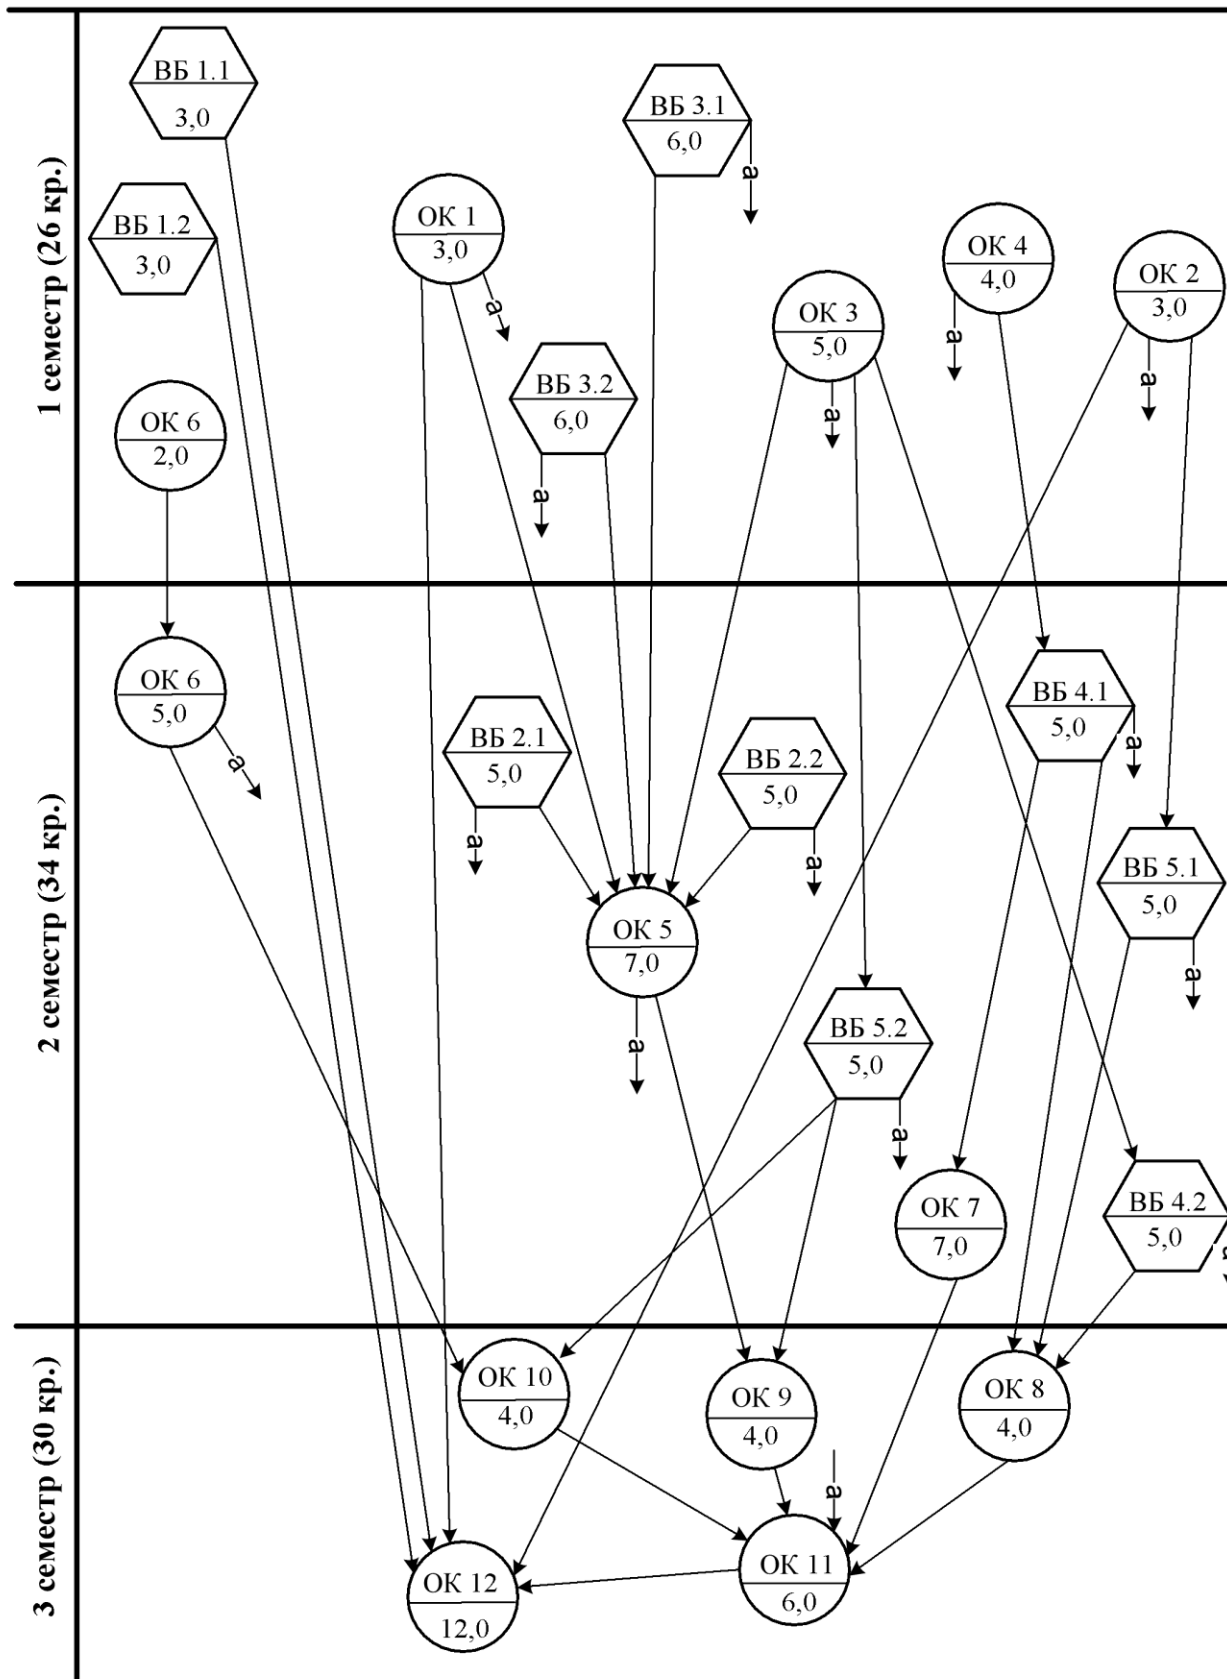 1 семестр (26 кр.)
ВБ 1.1
3,0
ВБ 3.1
6,0
а
ВБ 1.2
3,0
ОК 1
3,0
а
ОК 4
4,0
а
ОК 2
3,0
а
ОК 3
5,0
а
ВБ 3.2
6,0
а
ОК 6
2,0
2 семестр (34 кр.)
ОК 6
5,0
а
ВБ 2.1
5,0
а
ВБ 2.2
5,0
а
ВБ 4.1
5,0
а
ВБ 5.1
5,0
а
ОК 5
7,0
а
ВБ 5.2
5,0
а
ОК 7
7,0
ВБ 4.2
5,0
3 семестр (30 кр.)
ОК 10
4,0
ОК 9
4,0
ОК 8
4,0
а
ОК 11
6,0
ОК 12
12,0